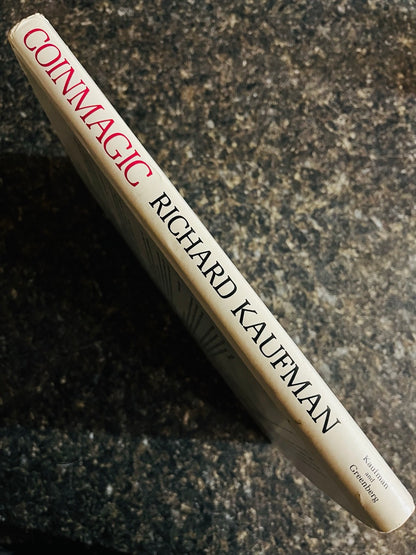 COINMAGIC RICHARD KAUFMAN
Kaufman
and
Greenberg